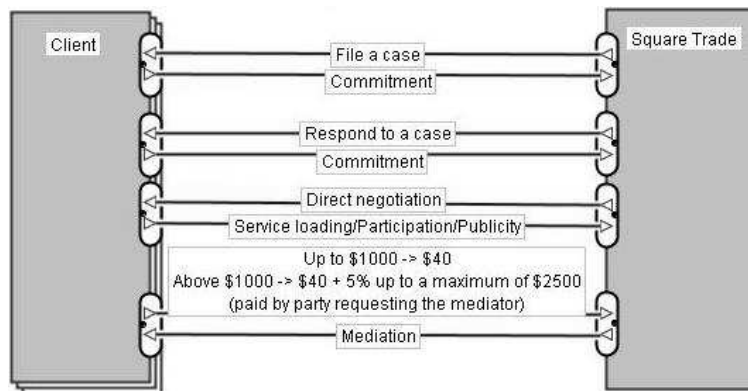 Client
Square Trade
File a case
Commitment
Respond to a case
Commitment
Direct negotiation
Service loading/Participation/Publicity
Up to $1000 -> $40
Above $1000 -> $40 + 5% up to a maximum of $2500
(paid by party requesting the mediator)
Mediation